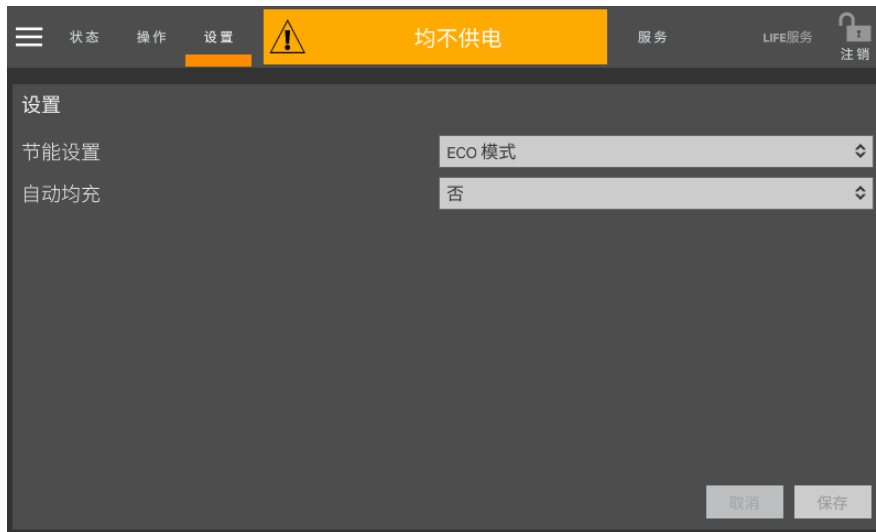 状态 操作 设置 均不供电 服务 LIFE服务 注销
设置
节能设置 ECO 模式
自动均充 否
取消 保存